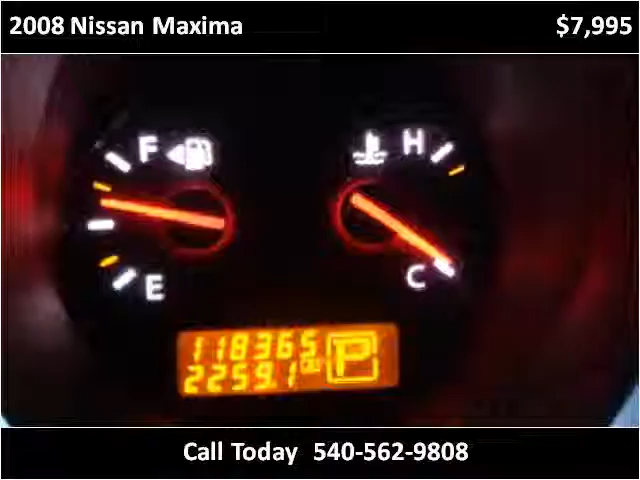 2008 Nissan Maxima $7,995
F H
E C
118365
2259.1 P
Call Today 540-562-9808